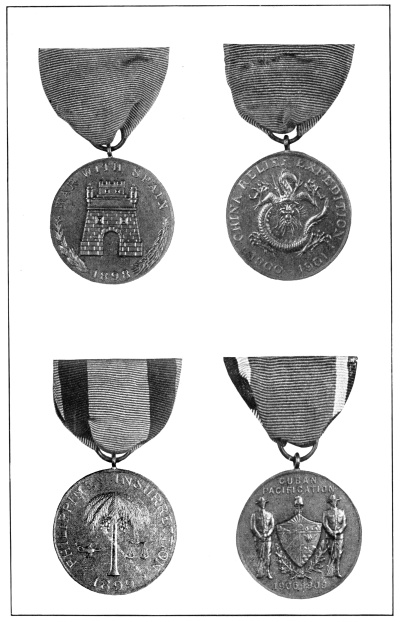 WAR WITH SPAIN
1898
CHINA RELIEF EXPEDITION
1900 1901
PHILIPPINE INSURRECTION
1899
CUBAN
PACIFICATION
1906-1909